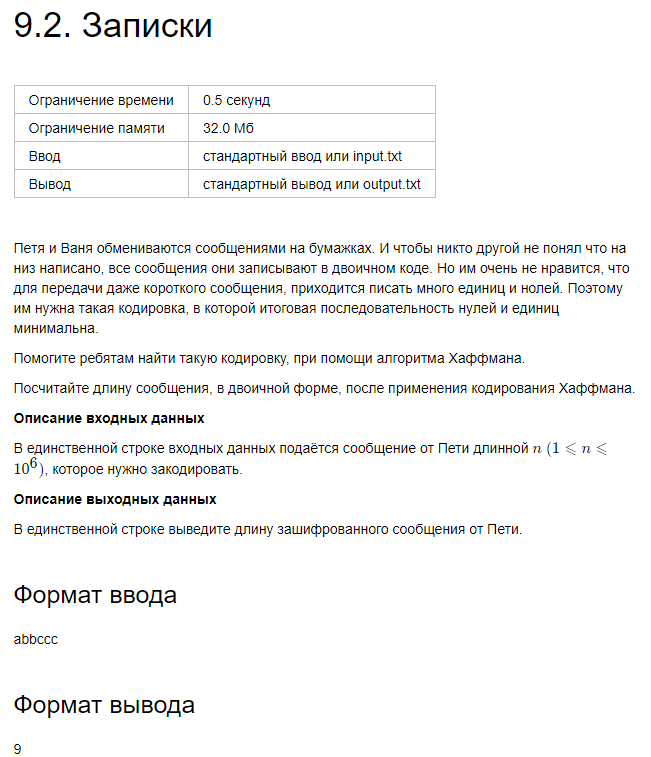 9.2. Записки
Ограничение времени 0.5 секунд
Ограничение памяти 32.0 Мб
Ввод стандартный ввод или input.txt
Вывод стандартный вывод или output.txt
Петя и Ваня обмениваются сообщениями на бумажках. И чтобы никто другой не понял что на
низ написано, все сообщения они записывают в двоичном коде. Но им очень не нравится, что
для передачи даже короткого сообщения, приходится писать много единиц и нолей. Поэтому
им нужна такая кодировка, в которой итоговая последовательность нулей и единиц
минимальна.
Помогите ребятам найти такую кодировку, при помощи алгоритма Хаффмана.
Посчитайте длину сообщения, в двоичной форме, после применения кодирования Хаффмана.
Описание входных данных
В единственной строке входных данных подаётся сообщение от Пети длинной n (1 ⩽ n ⩽
10⁶), которое нужно закодировать.
Описание выходных данных
В единственной строке выведите длину зашифрованного сообщения от Пети.
Формат ввода
abbccc
Формат вывода
9